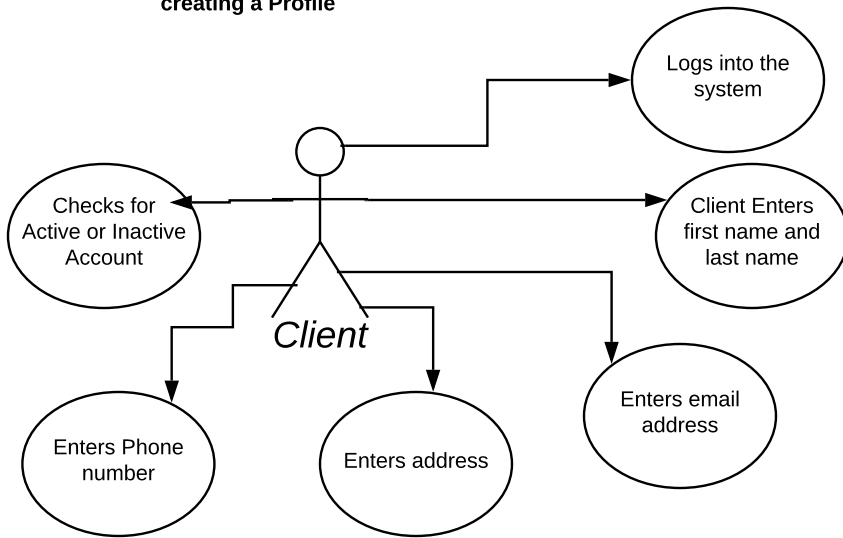 creating a Profile
Logs into the
system
Checks for
Active or Inactive
Account
Client Enters
first name and
last name
Client
Enters email
address
Enters Phone
number
Enters address